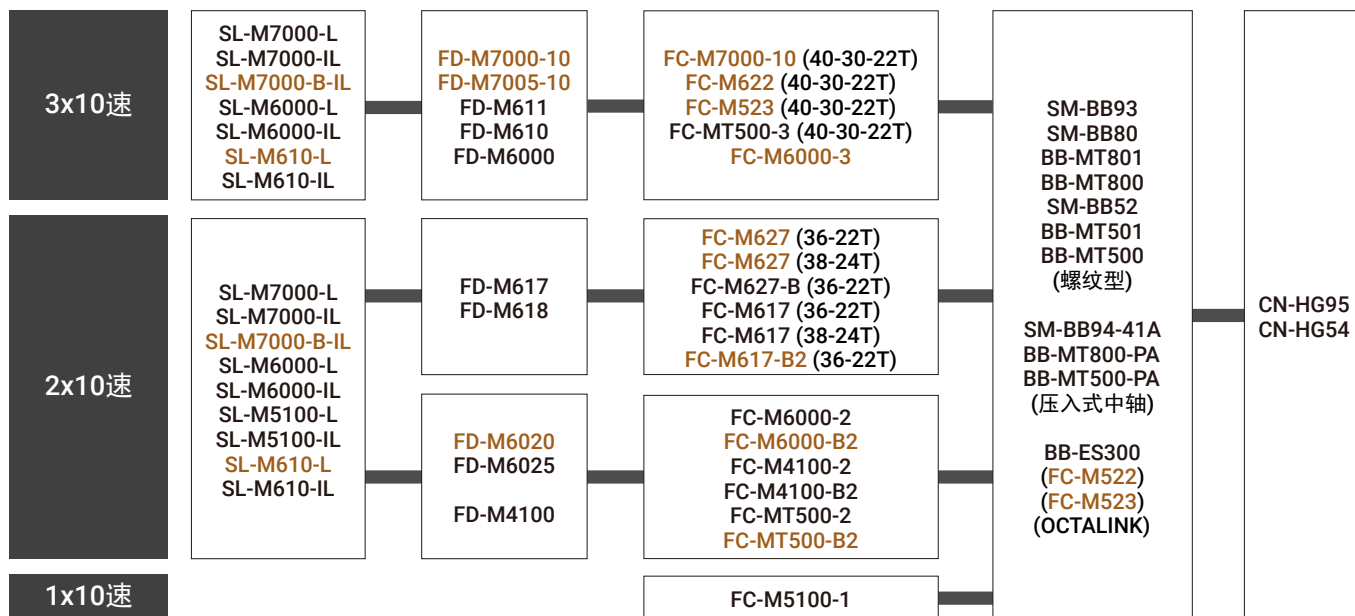 3x10速
SL-M7000-L
SL-M7000-IL
SL-M7000-B-IL
SL-M6000-L
SL-M6000-IL
SL-M610-L
SL-M610-IL
FD-M7000-10
FD-M7005-10
FD-M611
FD-M610
FD-M6000
FC-M7000-10 (40-30-22T)
FC-M622 (40-30-22T)
FC-M523 (40-30-22T)
FC-MT500-3 (40-30-22T)
FC-M6000-3
2x10速
SL-M7000-L
SL-M7000-IL
SL-M7000-B-IL
SL-M6000-L
SL-M6000-IL
SL-M5100-L
SL-M5100-IL
SL-M610-L
SL-M610-IL
FD-M617
FD-M618
FC-M627 (36-22T)
FC-M627 (38-24T)
FC-M627-B (36-22T)
FC-M617 (36-22T)
FC-M617 (38-24T)
FC-M617-B2 (36-22T)
FD-M6020
FD-M6025
FD-M4100
FC-M6000-2
FC-M6000-B2
FC-M4100-2
FC-M4100-B2
FC-MT500-2
FC-MT500-B2
1x10速
FC-M5100-1
SM-BB93
SM-BB80
BB-MT801
BB-MT800
SM-BB52
BB-MT501
BB-MT500
(螺纹型)
SM-BB94-41A
BB-MT800-PA
BB-MT500-PA
(压入式中轴)
BB-ES300
(FC-M522)
(FC-M523)
(OCTALINK)
CN-HG95
CN-HG54